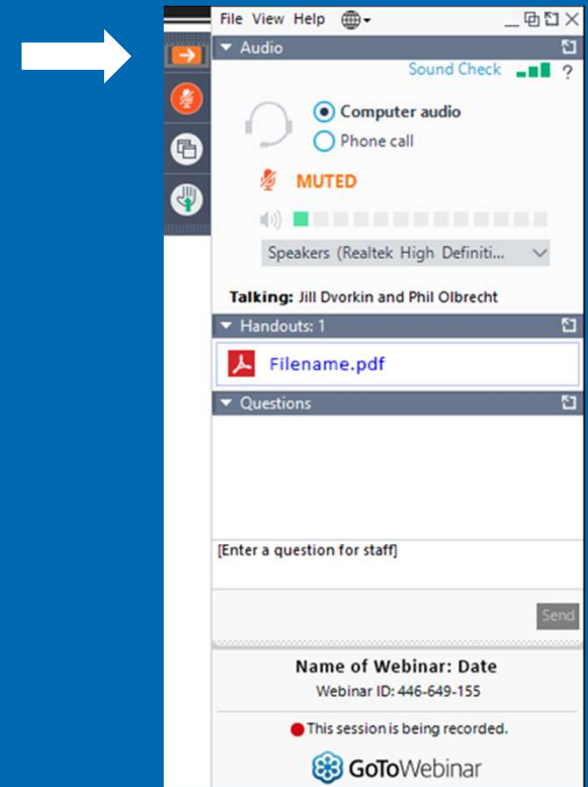 File View Help
Audio
Sound Check ?
Computer audio
Phone call
MUTED
Speakers (Realtek High Definiti...
Talking: Jill Dvorkin and Phil Olbrecht
Handouts: 1
Filename.pdf
Questions
[Enter a question for staff]
Send
Name of Webinar: Date
Webinar ID: 446-649-155
This session is being recorded.
GoToWebinar